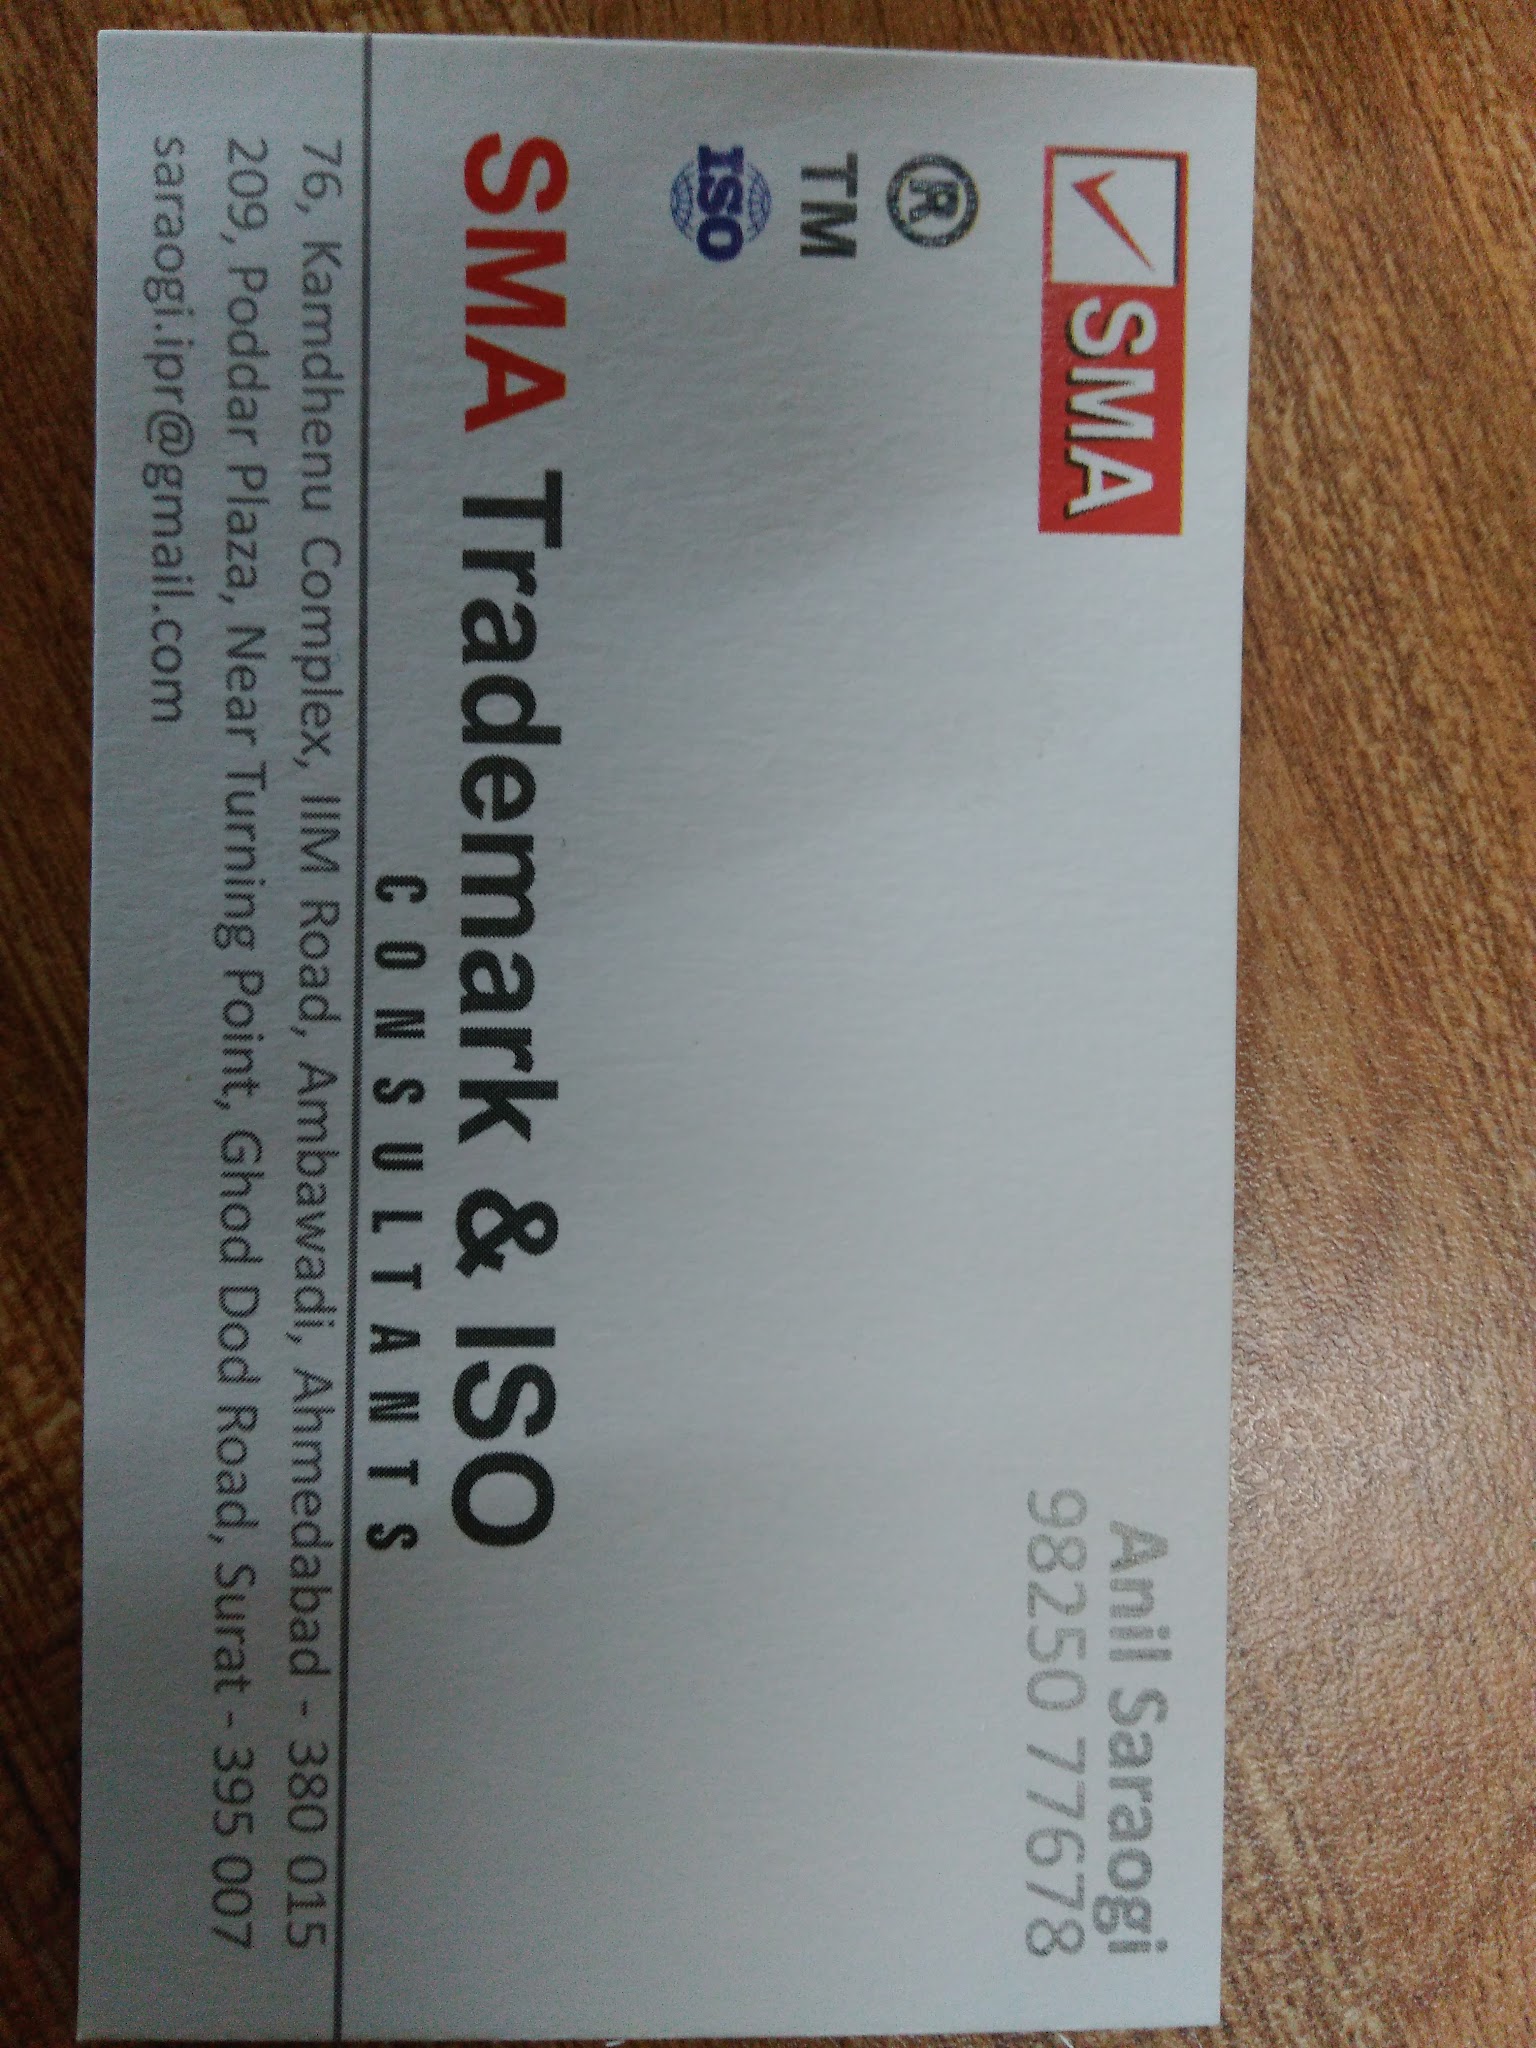 SMA
Anil Saraogi
98250 77678
®
TM
ISO
SMA Trademark & ISO
CONSULTANTS
76, Kamdhenu Complex, IIM Road, Ambawadi, Ahmedabad - 380 015
209, Poddar Plaza, Near Turning Point, Ghod Dod Road, Surat - 395 007
saraogi.ipr@gmail.com